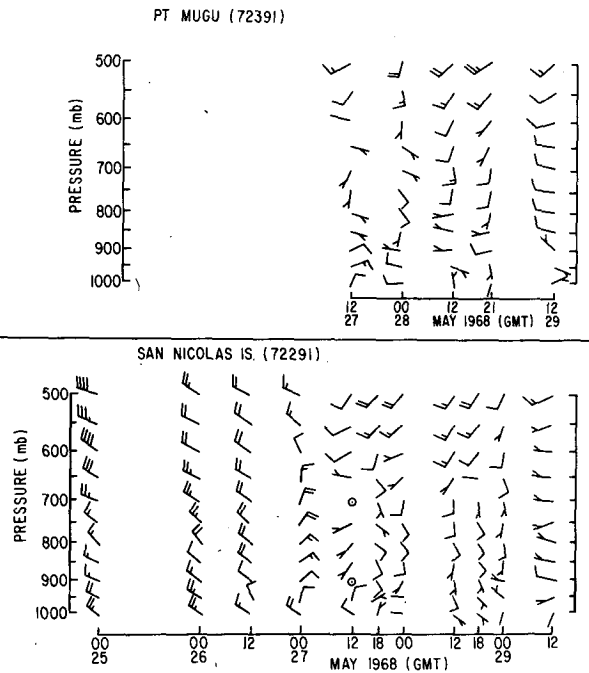 PT MUGU (72391)
500
600
700
800
900
1000
PRESSURE (mb)
12 00 12 21 12
27 28 MAY 1968 (GMT) 29
SAN NICOLAS IS. (72291)
500
600
700
800
900
1000
PRESSURE (mb)
00 00 12 00 12 18 00 12 18 00 12
25 26 27 28 29
MAY 1968 (GMT)